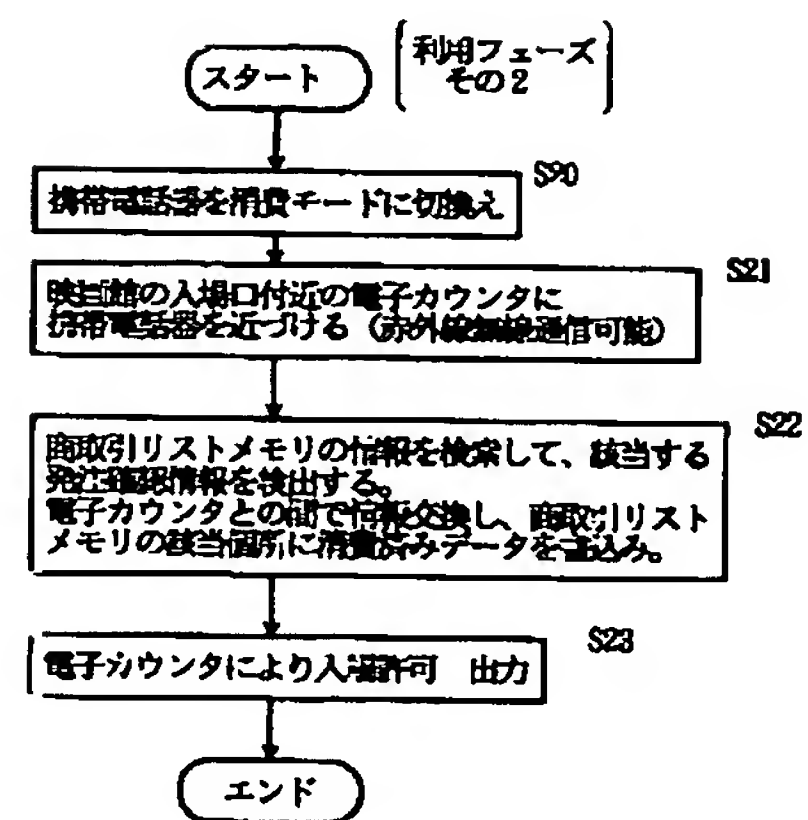 スタート
利用フェーズ
その2
S20
携帯電話器を消費モードに切換え
S21
映画館の入場口付近の電子カウンタに
携帯電話器を近づける（赤外線無線通信可能）
S22
商取引リストメモリの情報を検索して、該当する
発注確認情報を検出する。
電子カウンタとの間で情報交換し、商取引リスト
メモリの該当個所に消費済みデータを書込み。
S23
電子カウンタにより入場許可　出力
エンド